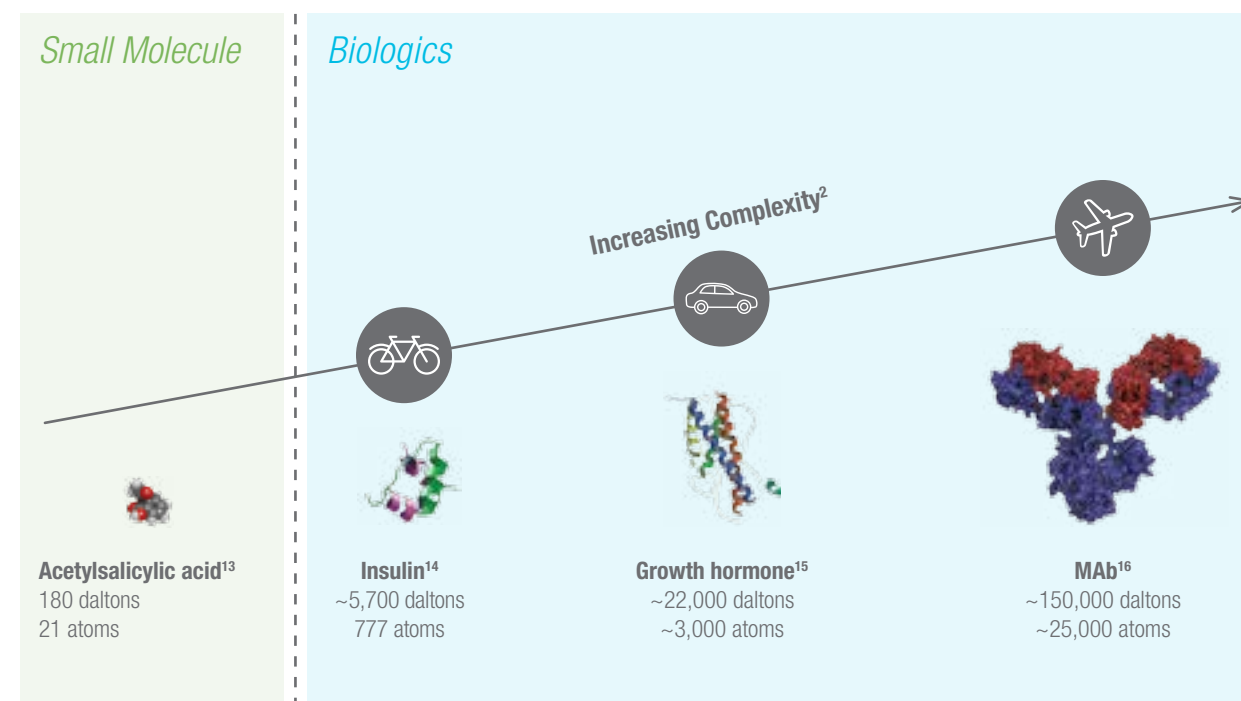 Small Molecule
Biologics
Increasing Complexity²
Acetylsalicylic acid¹³
180 daltons
21 atoms
Insulin¹⁴
~5,700 daltons
777 atoms
Growth hormone¹⁵
~22,000 daltons
~3,000 atoms
MAb¹⁶
~150,000 daltons
~25,000 atoms